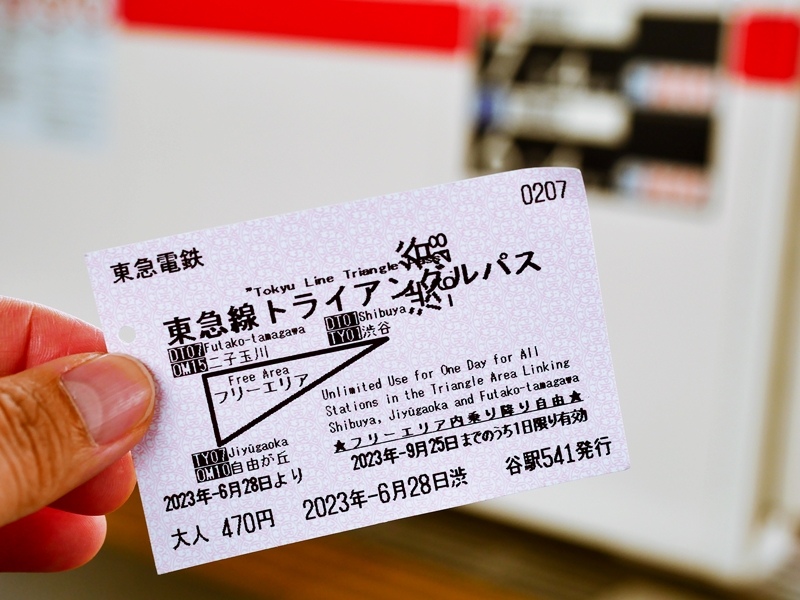 0207
東急電鉄
"Tokyu Line Triangle Pass"
東急線トライアングルパス
DT07 Futako-tamagawa
OM15 二子玉川
DT01 Shibuya
TY01 渋谷
Free Area
フリーエリア
TY07 Jiyūgaoka
OM10 自由が丘
Unlimited Use for One Day for All
Stations in the Triangle Area Linking
Shibuya, Jiyūgaoka and Futako-tamagawa
★フリーエリア内乗り降り自由★
2023年-6月28日より
2023年-9月25日までのうち1日限り有効
大人 470円
2023年-6月28日渋谷駅541発行